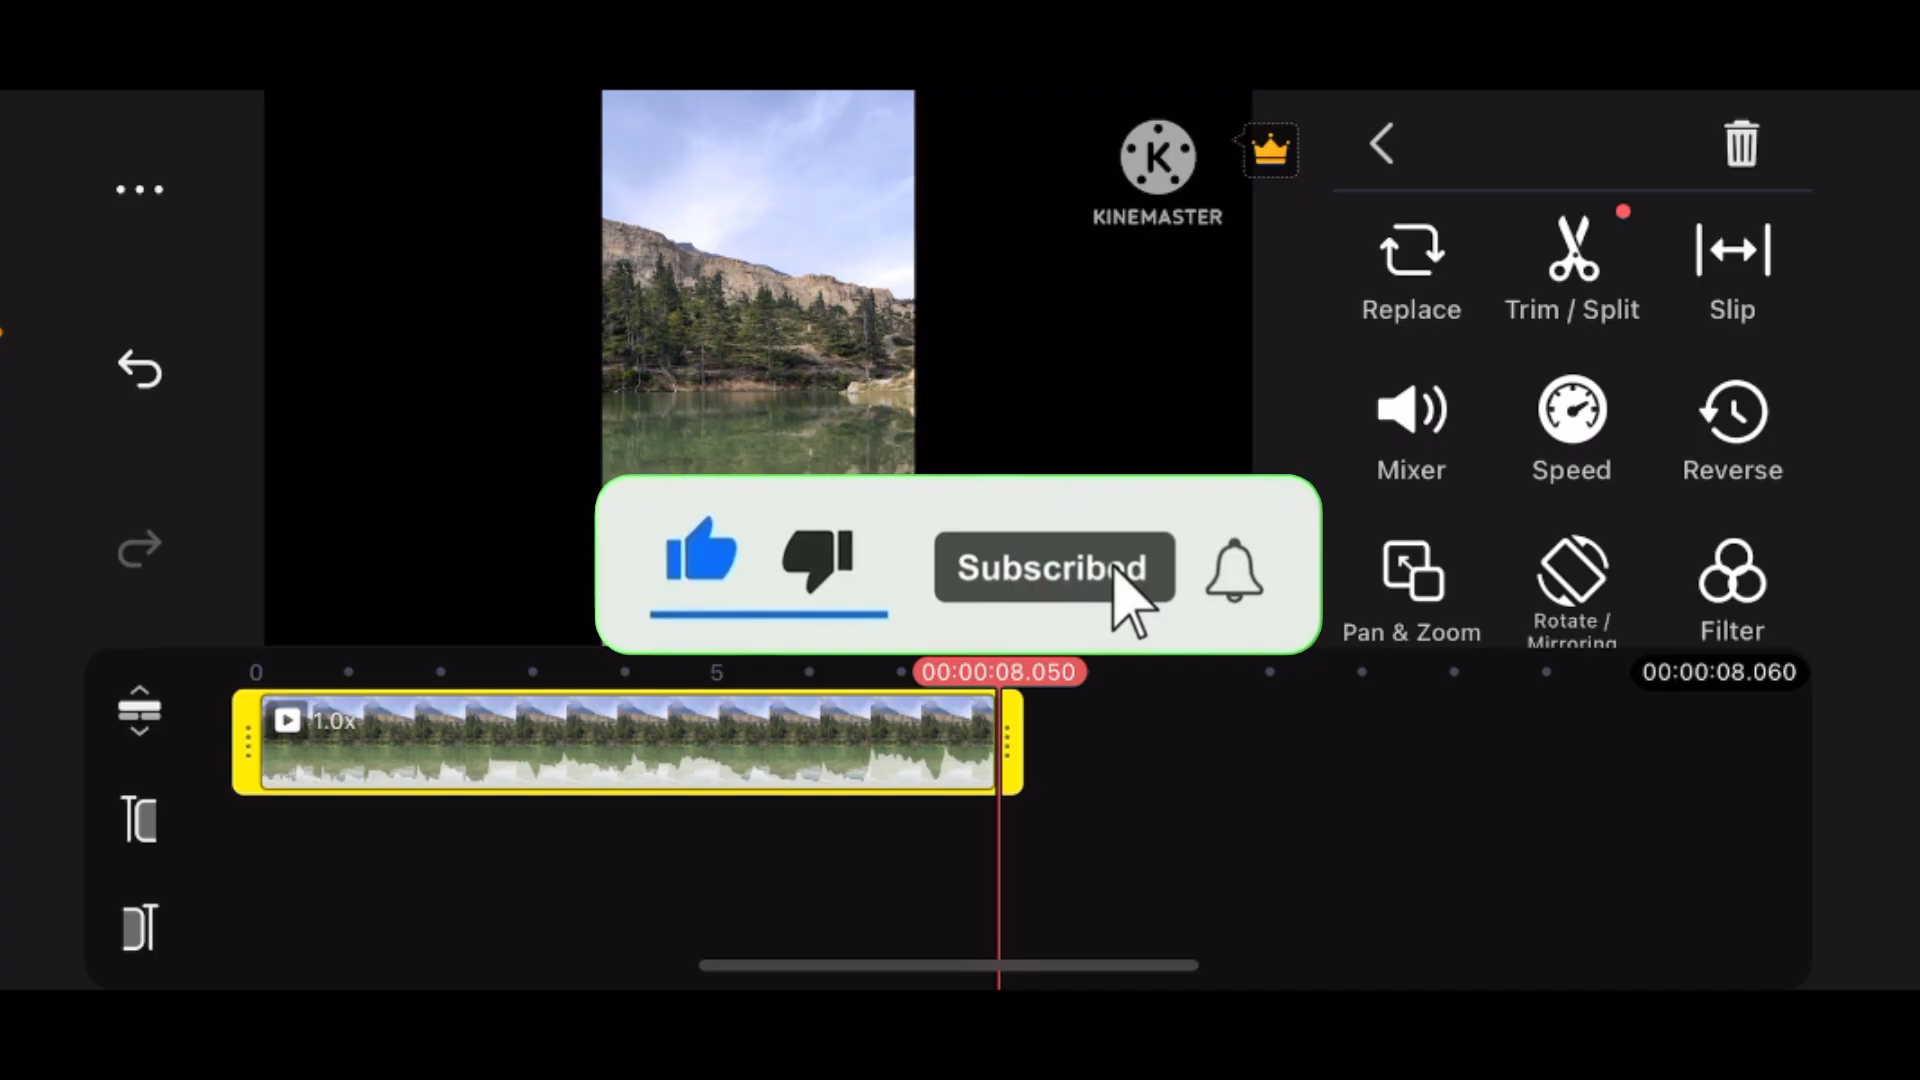 K
KINEMASTER
Replace
Trim / Split
Slip
Mixer
Speed
Reverse
Pan & Zoom
Rotate /
Mirroring
Filter
Subscribed
0
5
00:00:08.050
00:00:08.060
1.0x